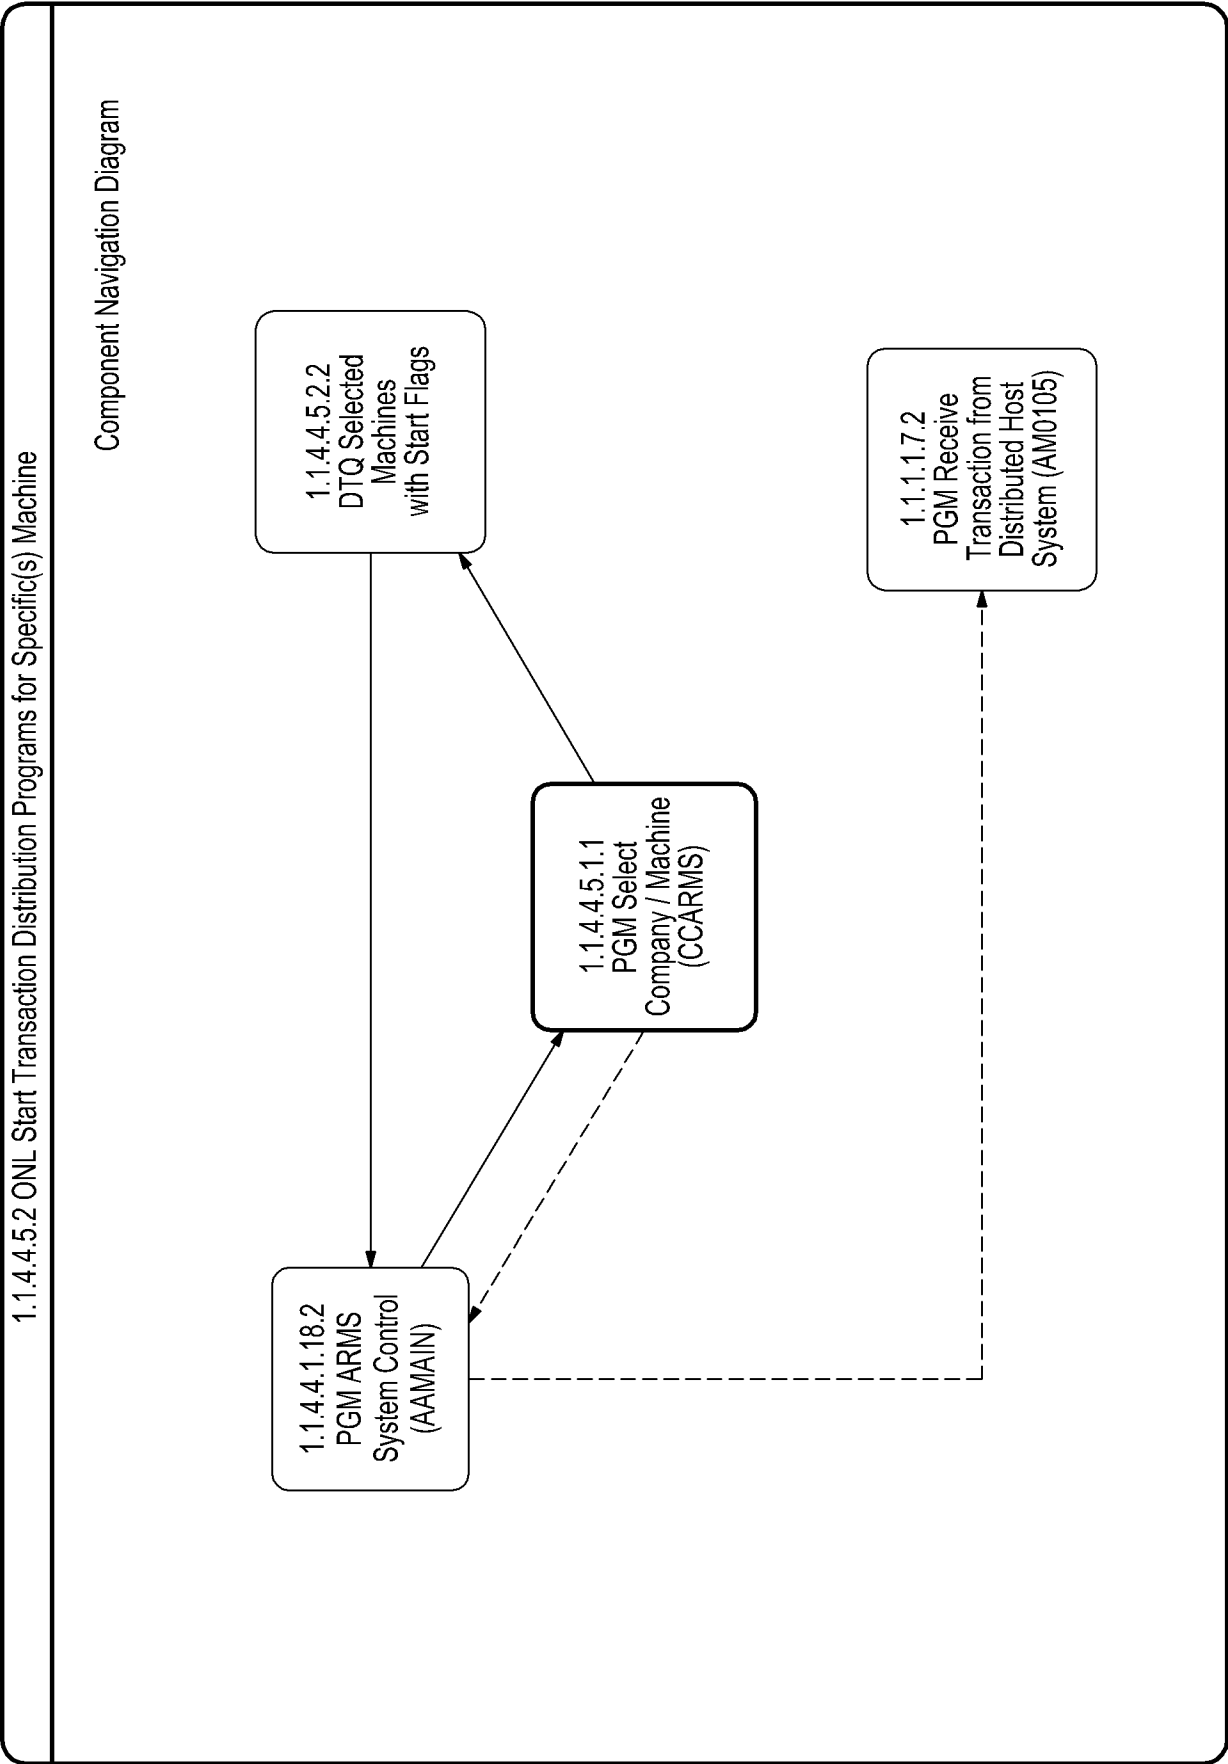 1.1.4.4.5.2 ONL Start Transaction Distribution Programs for Specific(s) Machine
Component Navigation Diagram
1.1.4.4.1.18.2
PGM ARMS
System Control
(AAMAIN)
1.1.4.4.5.2.2
DTQ Selected
Machines
with Start Flags
1.1.4.4.5.1.1
PGM Select
Company / Machine
(CCARMS)
1.1.1.1.7.2
PGM Receive
Transaction from
Distributed Host
System (AM0105)